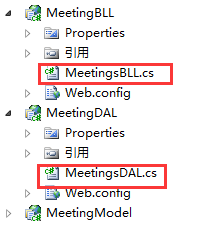 MeetingBLL
Properties
引用
MeetingsBLL.cs
Web.config
MeetingDAL
Properties
引用
MeetingsDAL.cs
Web.config
MeetingModel